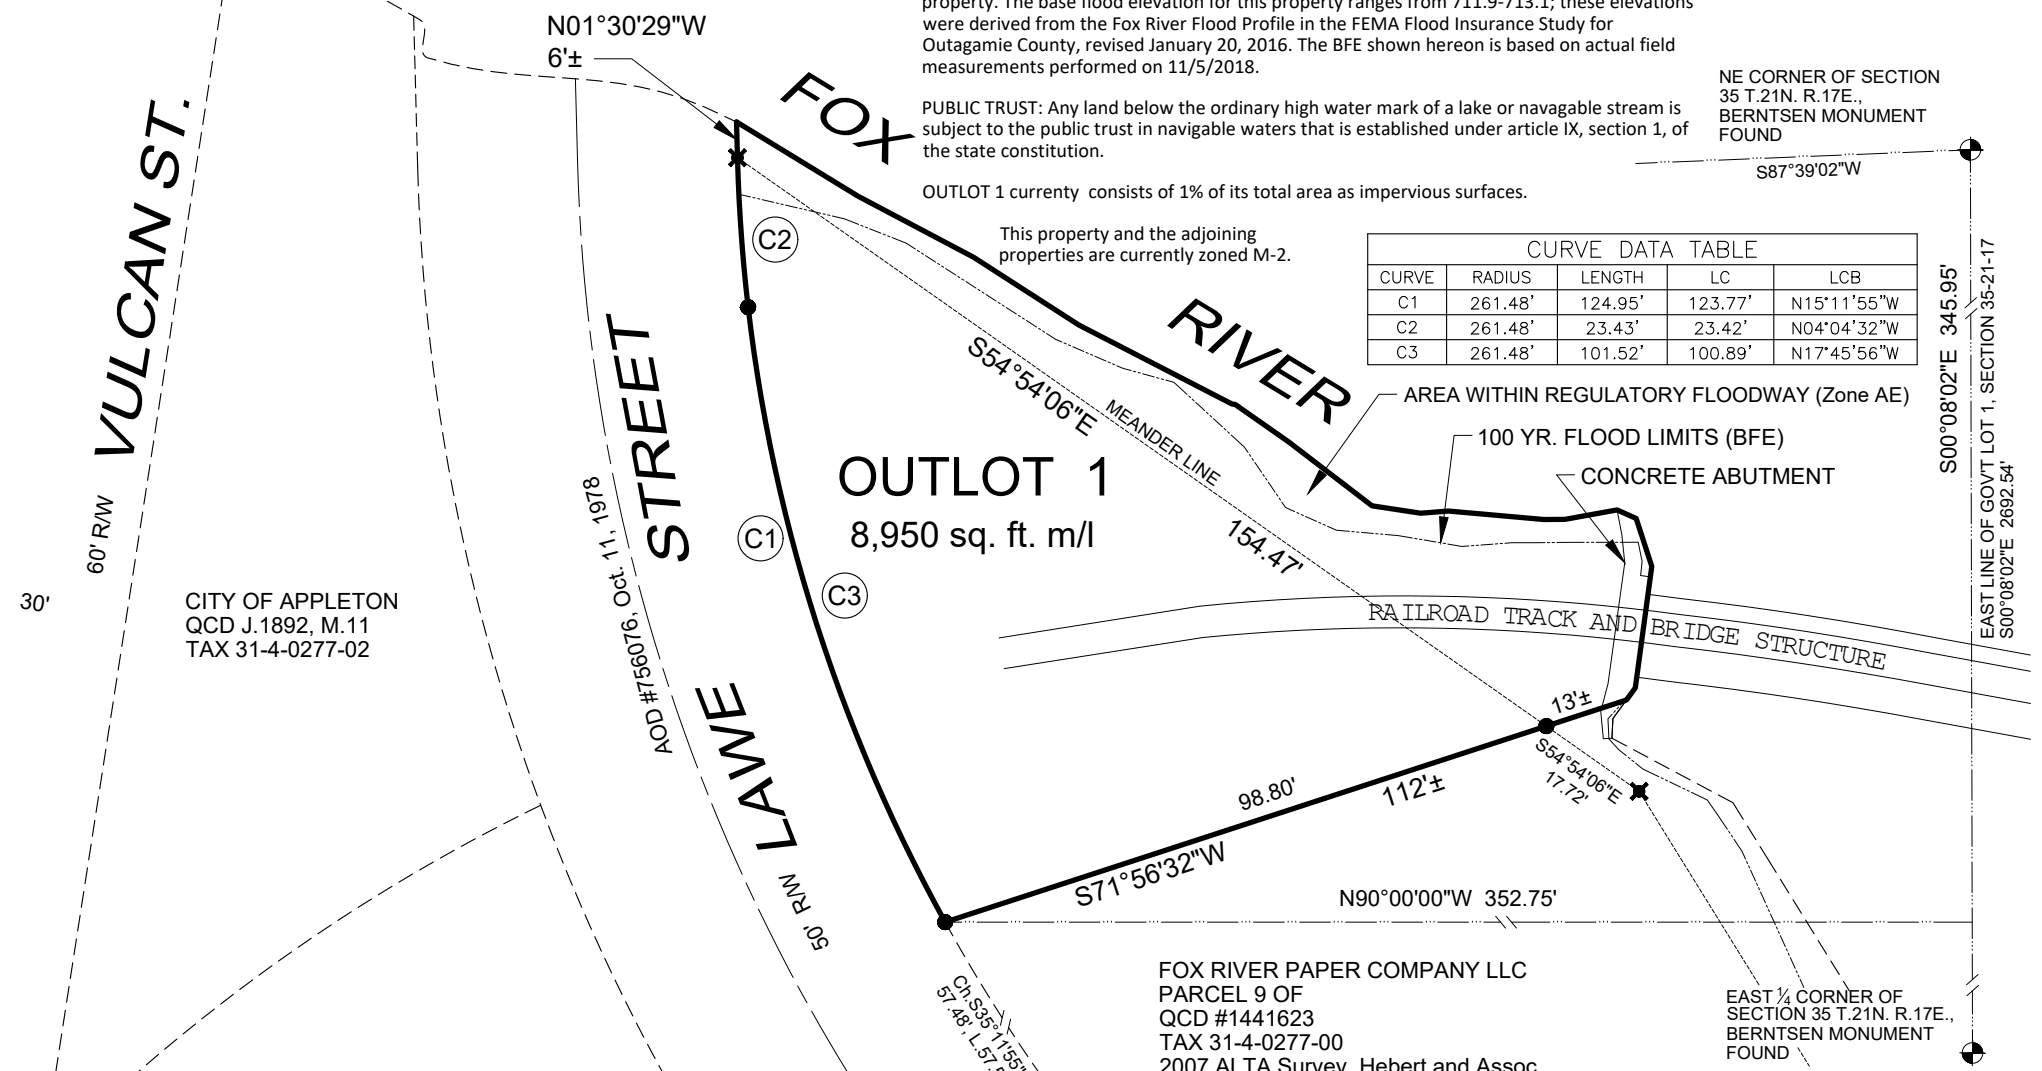 property. The base flood elevation for this property ranges from 711.9-713.1; these elevations
were derived from the Fox River Flood Profile in the FEMA Flood Insurance Study for
Outagamie County, revised January 20, 2016. The BFE shown hereon is based on actual field
measurements performed on 11/5/2018.
PUBLIC TRUST: Any land below the ordinary high water mark of a lake or navagable stream is
subject to the public trust in navigable waters that is established under article IX, section 1, of
the state constitution.
OUTLOT 1 currenty consists of 1% of its total area as impervious surfaces.
This property and the adjoining
properties are currently zoned M-2.
N01°30'29"W
6'±
FOX
RIVER
NE CORNER OF SECTION
35 T.21N. R.17E.,
BERNTSEN MONUMENT
FOUND
S87°39'02"W
CURVE DATA TABLE
CURVE RADIUS LENGTH LC LCB
C1 261.48' 124.95' 123.77' N15°11'55"W
C2 261.48' 23.43' 23.42' N04°04'32"W
C3 261.48' 101.52' 100.89' N17°45'56"W
S00°08'02"E 345.95'
EAST LINE OF GOV'T LOT 1, SECTION 35-21-17
S00°08'02"E 2692.54'
AREA WITHIN REGULATORY FLOODWAY (Zone AE)
100 YR. FLOOD LIMITS (BFE)
CONCRETE ABUTMENT
VULCAN ST.
60' R/W
30'
CITY OF APPLETON
QCD J.1892, M.11
TAX 31-4-0277-02
LAWE STREET
AOD #756076, Oct. 11, 1978
50' R/W
C2
C1
C3
OUTLOT 1
8,950 sq. ft. m/l
S54°54'06"E
MEANDER LINE
154.47'
RAILROAD TRACK AND BRIDGE STRUCTURE
13'±
S54°54'06"E
17.72'
98.80'
112'±
S71°56'32"W
N90°00'00"W 352.75'
Ch.S35°11'55"
57.48', L.57.
FOX RIVER PAPER COMPANY LLC
PARCEL 9 OF
QCD #1441623
TAX 31-4-0277-00
2007 ALTA Survey, Hebert and Assoc
EAST ¼ CORNER OF
SECTION 35 T.21N. R.17E.,
BERNTSEN MONUMENT
FOUND